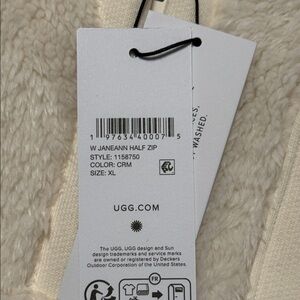 1 97634 40007 5
W JANEANN HALF ZIP
STYLE: 1158750
COLOR: CRM
SIZE: XL
UGG.COM
The UGG, UGG design and Sun
design trademarks and service marks
are owned or registered by Deckers
Outdoor Corporation of the United States.
FR
WASHED.